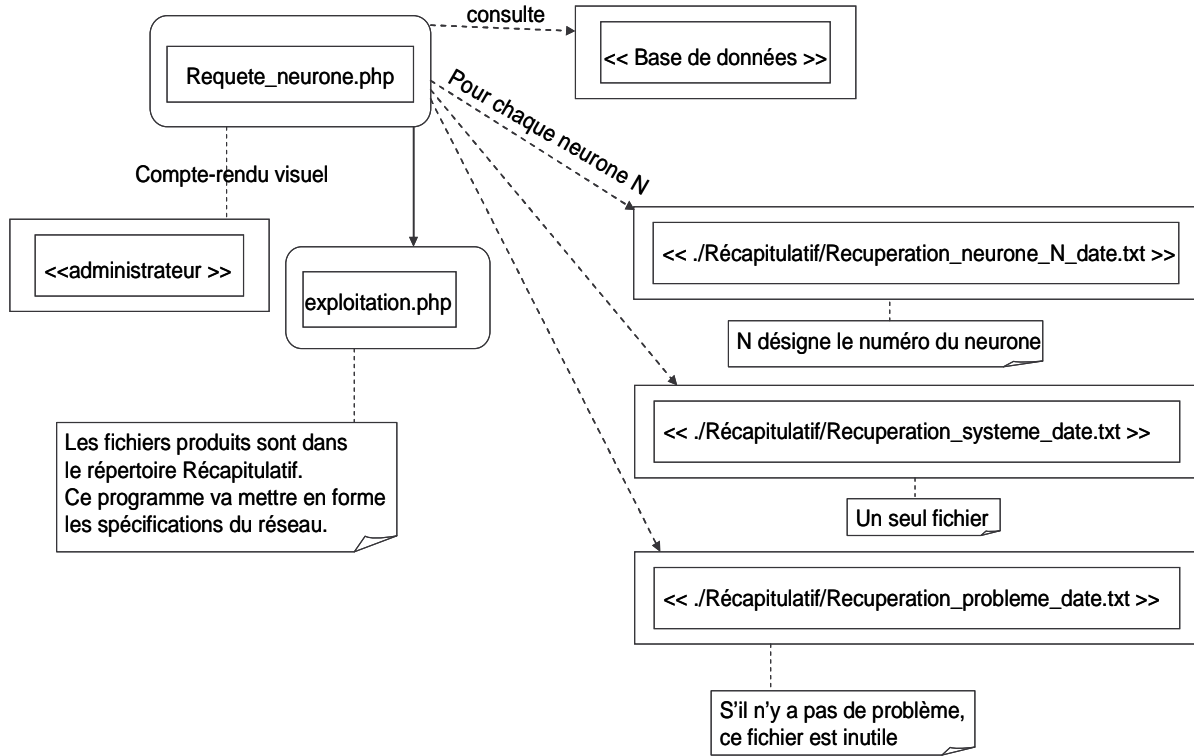 consulte
<< Base de données >>
Requete_neurone.php
Pour chaque neurone N
Compte-rendu visuel
<<administrateur >>
exploitation.php
<< ./Récapitulatif/Recuperation_neurone_N_date.txt >>
N désigne le numéro du neurone
<< ./Récapitulatif/Recuperation_systeme_date.txt >>
Les fichiers produits sont dans
le répertoire Récapitulatif.
Ce programme va mettre en forme
les spécifications du réseau.
Un seul fichier
<< ./Récapitulatif/Recuperation_probleme_date.txt >>
S'il n'y a pas de problème,
ce fichier est inutile